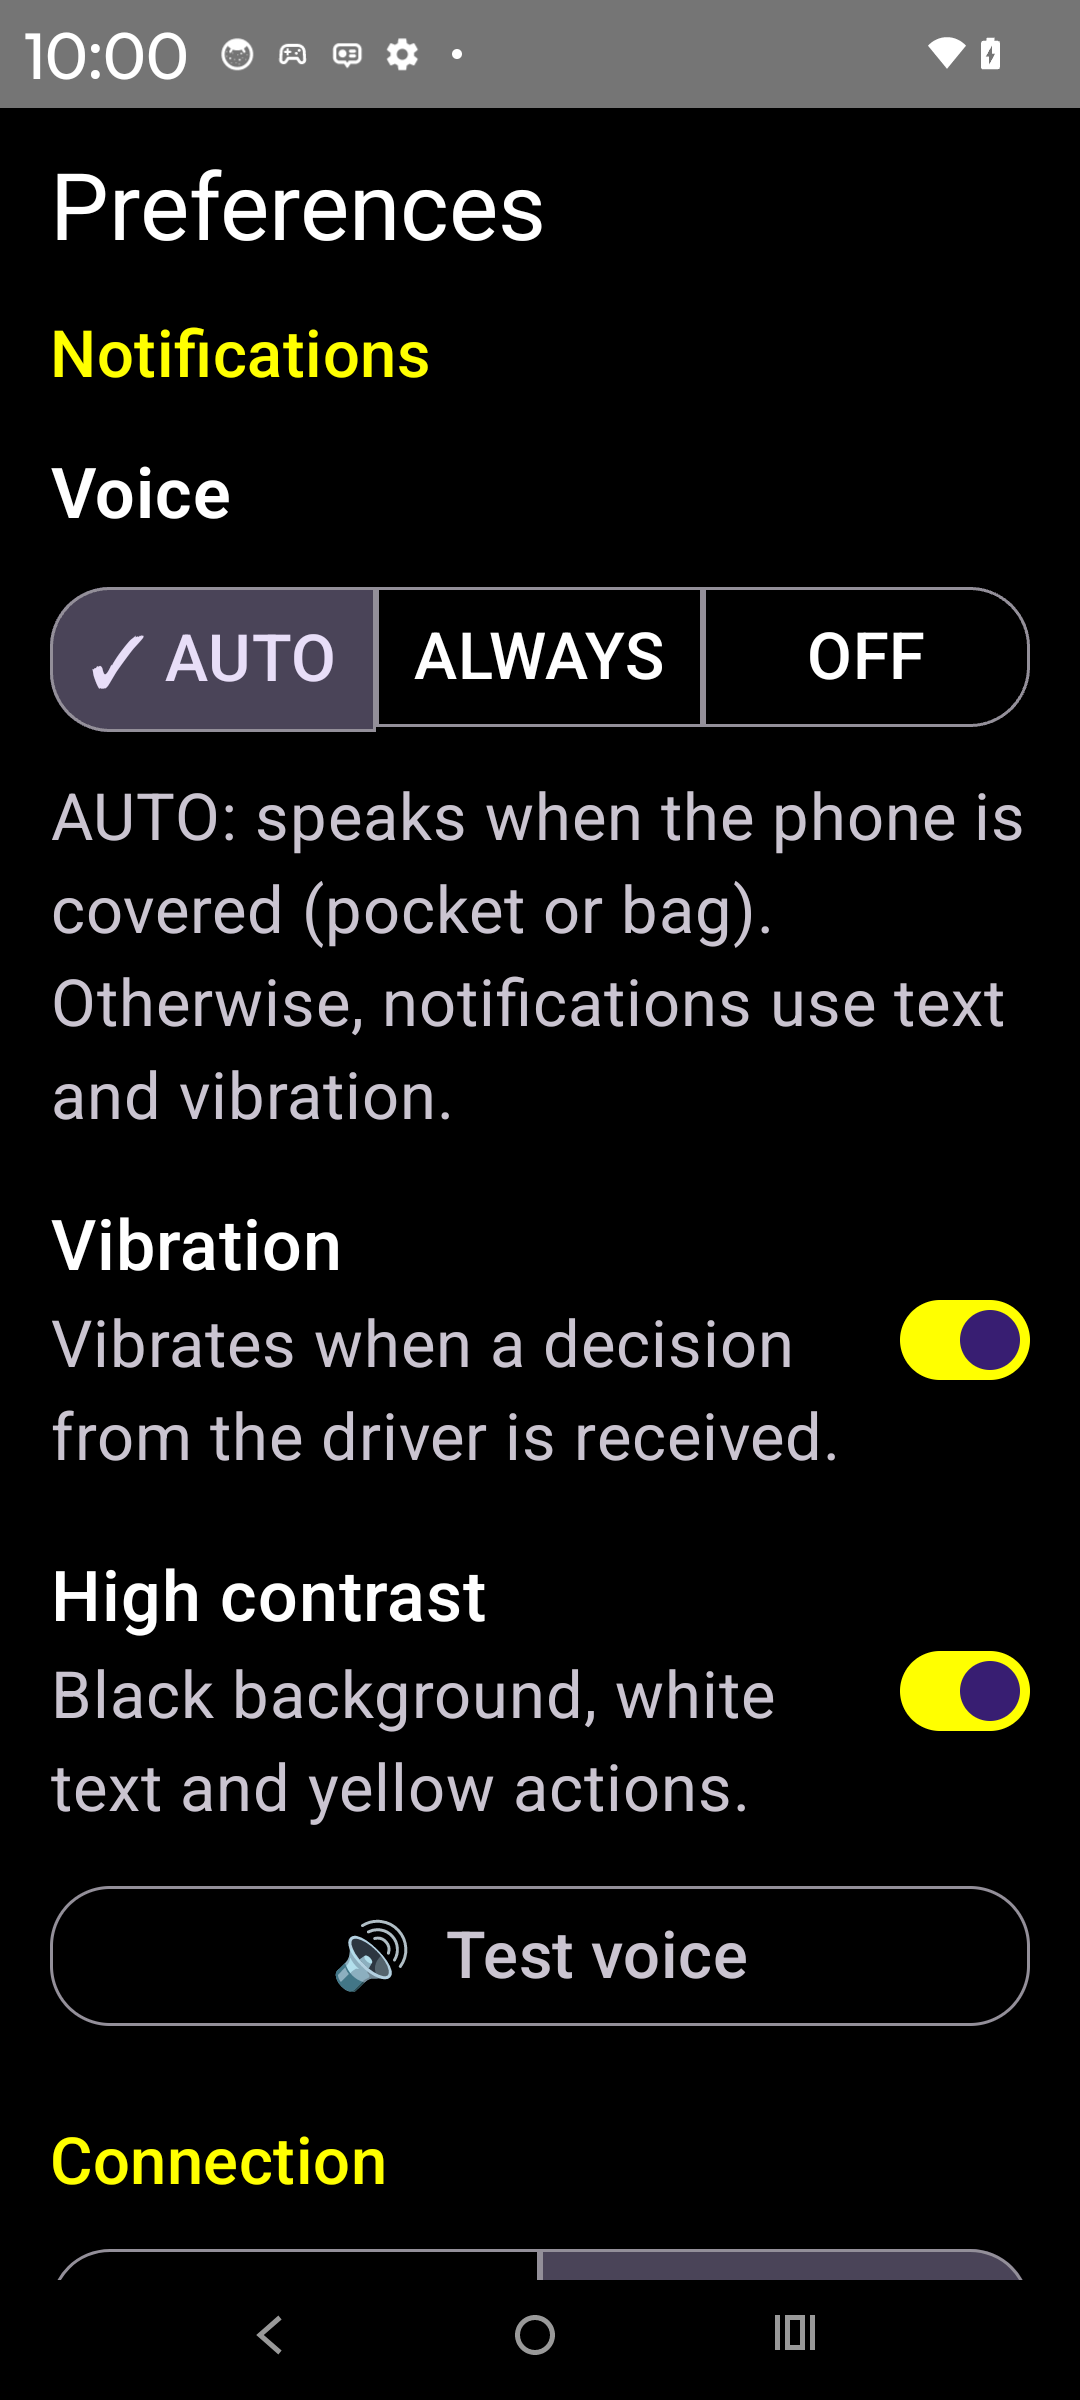 10:00
Preferences
Notifications
Voice
✓ AUTO ALWAYS OFF
AUTO: speaks when the phone is
covered (pocket or bag).
Otherwise, notifications use text
and vibration.
Vibration
Vibrates when a decision
from the driver is received.
High contrast
Black background, white
text and yellow actions.
🔊 Test voice
Connection